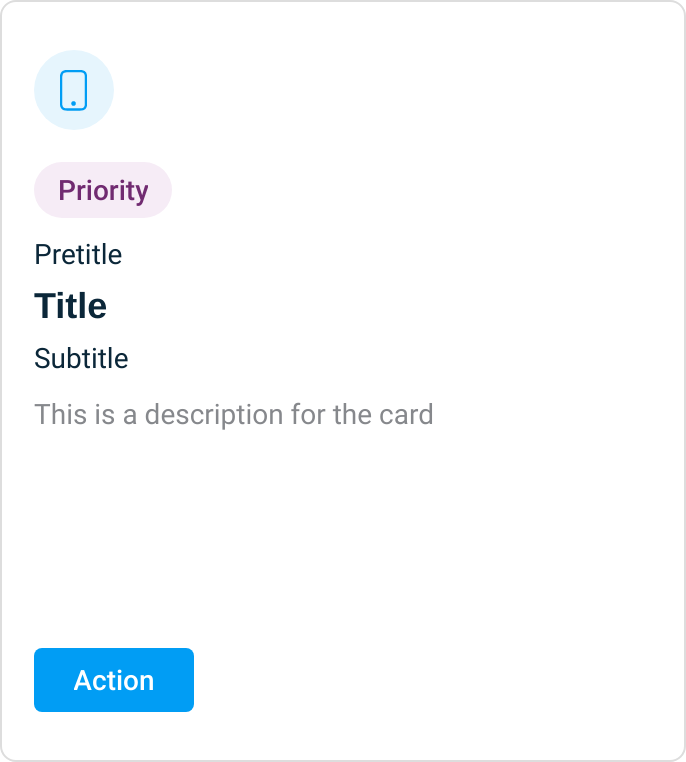 Priority
Pretitle
Title
Subtitle
This is a description for the card
Action